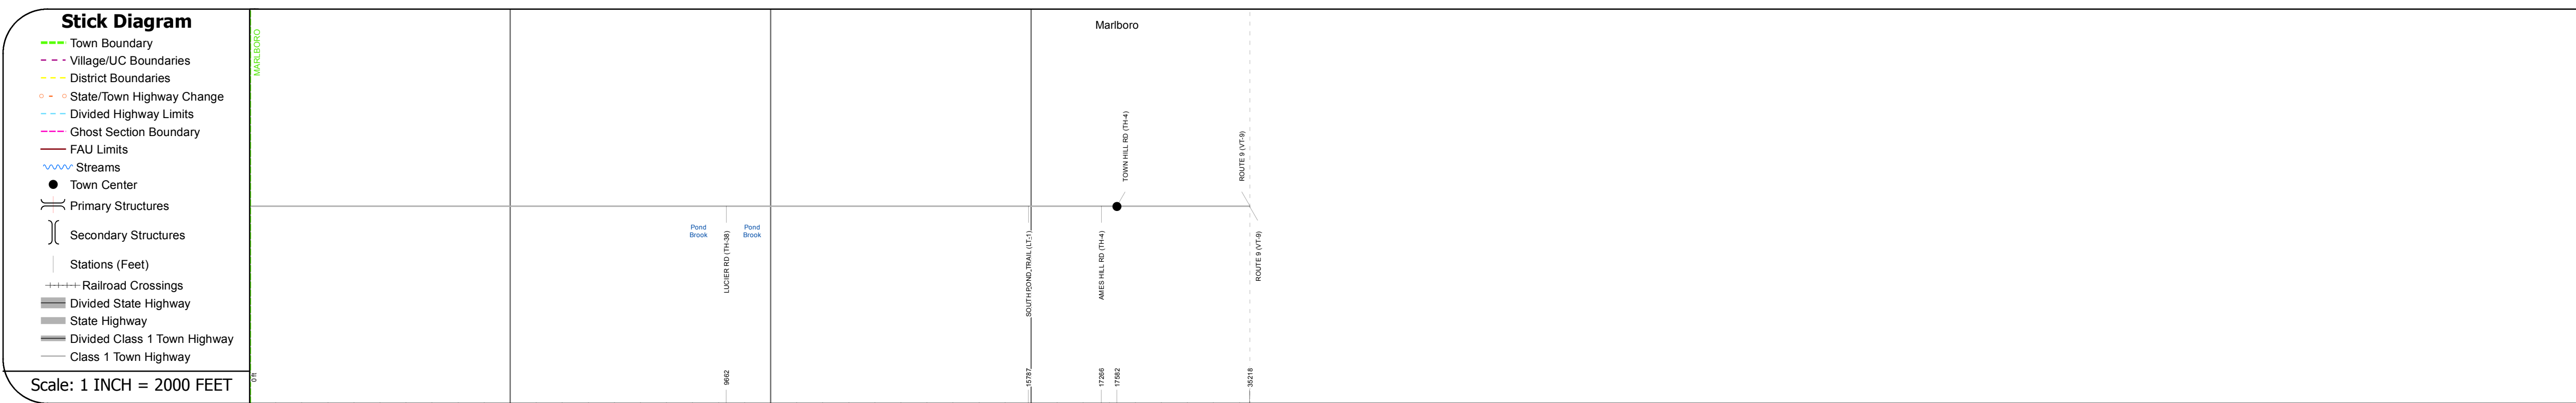 Stick Diagram
Town Boundary
Village/UC Boundaries
District Boundaries
State/Town Highway Change
Divided Highway Limits
Ghost Section Boundary
FAU Limits
Streams
Town Center
Primary Structures
Secondary Structures
Stations (Feet)
Railroad Crossings
Divided State Highway
State Highway
Divided Class 1 Town Highway
Class 1 Town Highway
Scale: 1 INCH = 2000 FEET
MARLBORO
Marlboro
TOWN HILL RD (TH-4)
ROUTE 9 (VT-9)
Pond
Brook
LUCIER RD (TH-38)
Pond
Brook
SOUTH POND TRAIL (LT-1)
AMES HILL RD (TH-4)
ROUTE 9 (VT-9)
0 ft
9662
15787
17266
17582
35218